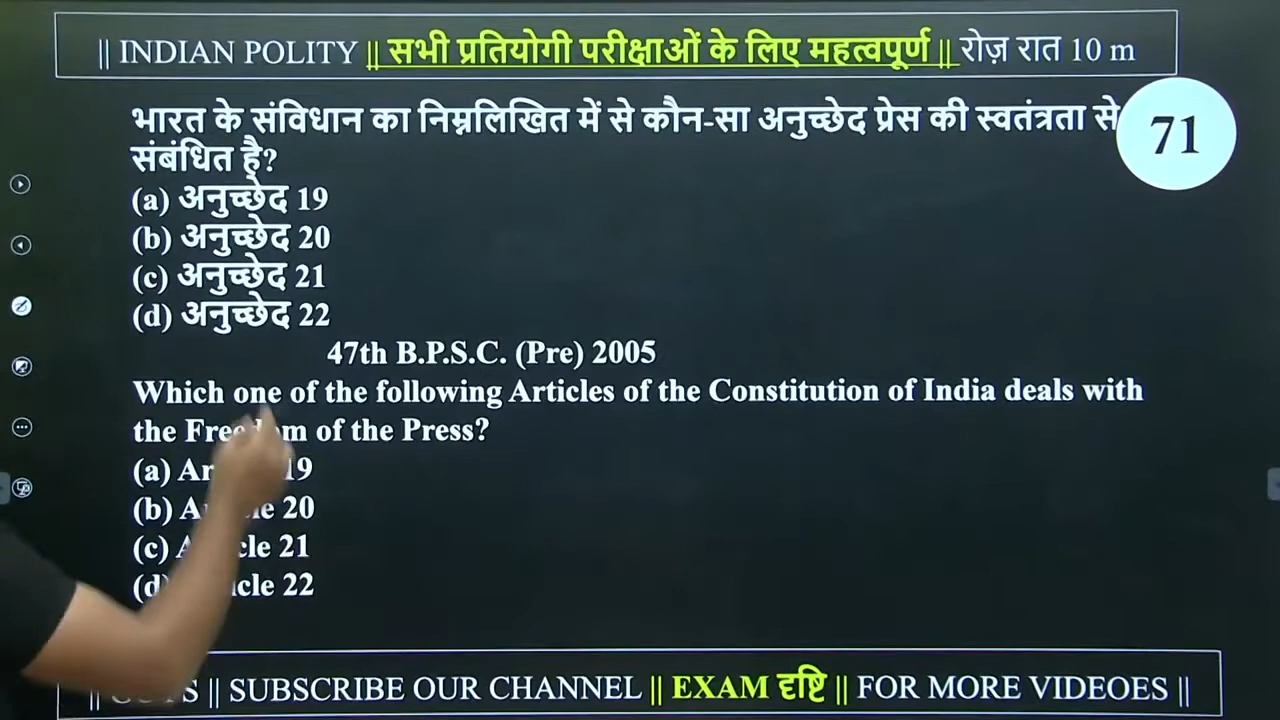 || INDIAN POLITY || सभी प्रतियोगी परीक्षाओं के लिए महत्वपूर्ण || रोज़ रात 10 m
भारत के संविधान का निम्नलिखित में से कौन-सा अनुच्छेद प्रेस की स्वतंत्रता से
71
संबंधित है?
(a) अनुच्छेद 19
(b) अनुच्छेद 20
(c) अनुच्छेद 21
(d) अनुच्छेद 22
47th B.P.S.C. (Pre) 2005
Which one of the following Articles of the Constitution of India deals with
the of the Press?
(a) 19
(b) 20
(c) 21
(d) 22
|| || SUBSCRIBE OUR CHANNEL || EXAM दृष्टि || FOR MORE VIDEOES ||